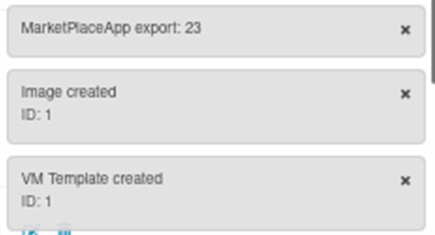 MarketPlaceApp export: 23
Image created
ID: 1
VM Template created
ID: 1